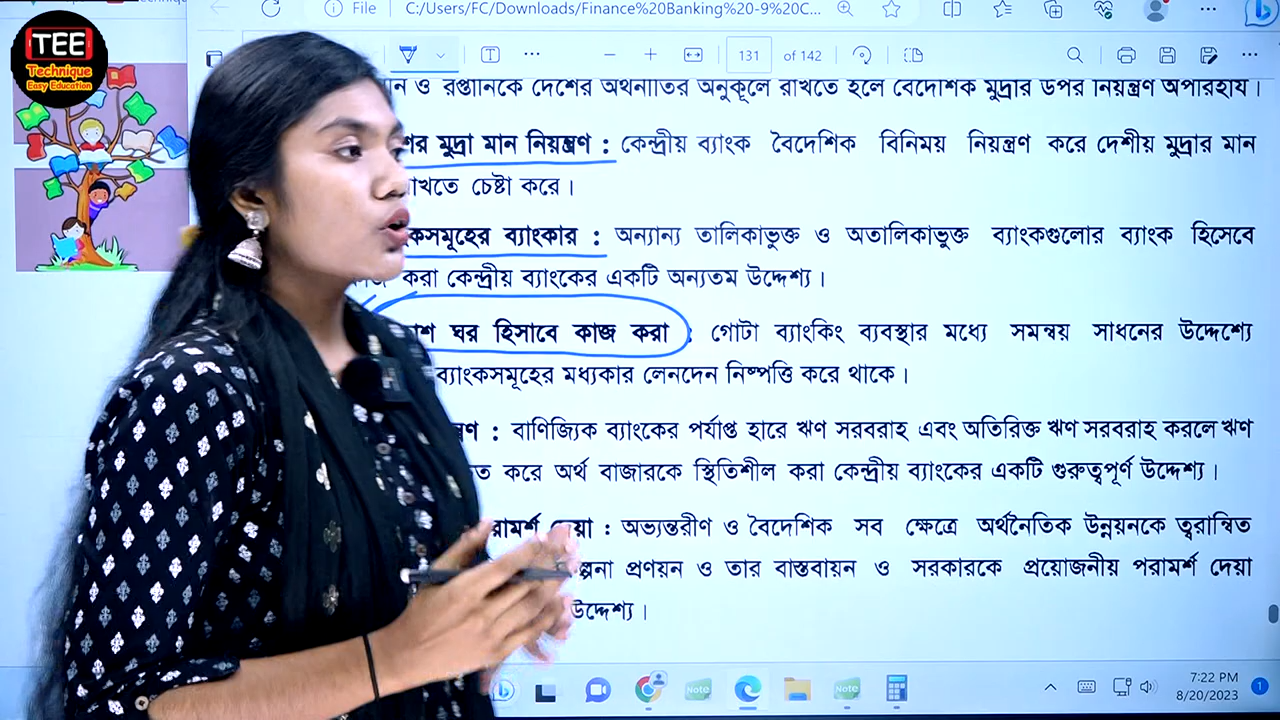 TEE
Technique
Easy Education
File C:/Users/FC/Downloads/Finance%20Banking%20-9%20C...
131 of 142
ন ও রপ্তানিকে দেশের অর্থনীতির অনুকূলে রাখতে হলে বৈদেশিক মুদ্রার উপর নিয়ন্ত্রণ অপরিহার্য।
মুদ্রা মান নিয়ন্ত্রণ : কেন্দ্রীয় ব্যাংক বৈদেশিক বিনিময় নিয়ন্ত্রণ করে দেশীয় মুদ্রার মান
াখতে চেষ্টা করে।
কসমূহের ব্যাংকার : অন্যান্য তালিকাভুক্ত ও অতালিকাভুক্ত ব্যাংকগুলোর ব্যাংক হিসেবে
করা কেন্দ্রীয় ব্যাংকের একটি অন্যতম উদ্দেশ্য।
াশ ঘর হিসাবে কাজ করা : গোটা ব্যাংকিং ব্যবস্থার মধ্যে সমন্বয় সাধনের উদ্দেশ্যে
ব্যাংকসমূহের মধ্যকার লেনদেন নিষ্পত্তি করে থাকে।
: বাণিজ্যিক ব্যাংকের পর্যাপ্ত হারে ঋণ সরবরাহ এবং অতিরিক্ত ঋণ সরবরাহ করলে ঋণ
ত করে অর্থ বাজারকে স্থিতিশীল করা কেন্দ্রীয় ব্যাংকের একটি গুরুত্বপূর্ণ উদ্দেশ্য।
রামর্শ দেয়া : অভ্যন্তরীণ ও বৈদেশিক সব ক্ষেত্রে অর্থনৈতিক উন্নয়নকে ত্বরান্বিত
্পনা প্রণয়ন ও তার বাস্তবায়ন ও সরকারকে প্রয়োজনীয় পরামর্শ দেয়া
উদ্দেশ্য।
Note Note
7:22 PM
8/20/2023
1